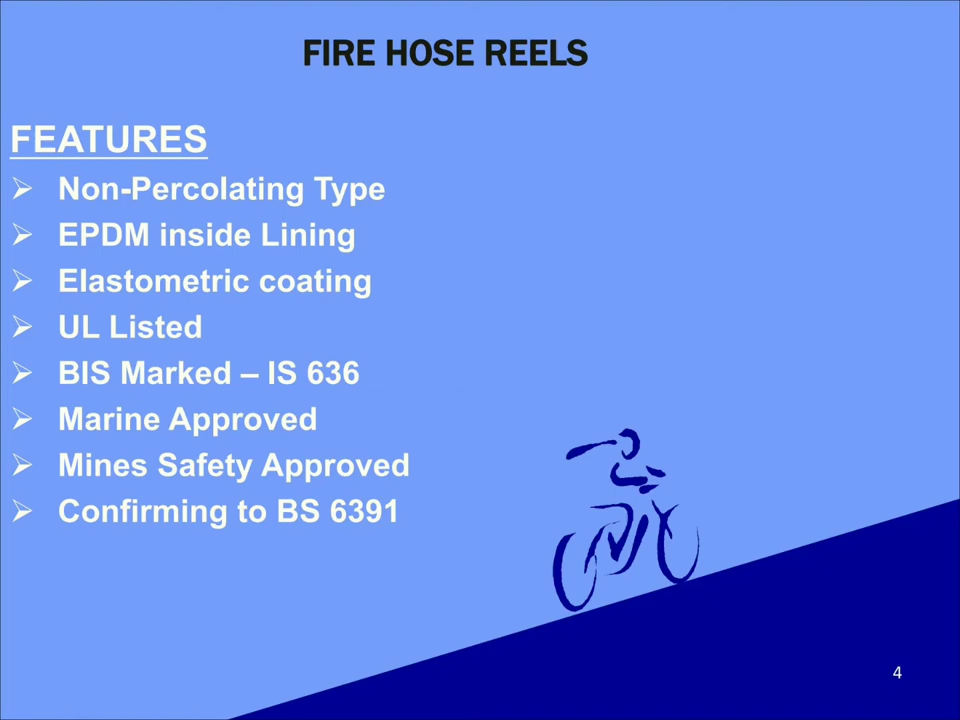 FIRE HOSE REELS
FEATURES
➢ Non-Percolating Type
➢ EPDM inside Lining
➢ Elastometric coating
➢ UL Listed
➢ BIS Marked – IS 636
➢ Marine Approved
➢ Mines Safety Approved
➢ Confirming to BS 6391
4